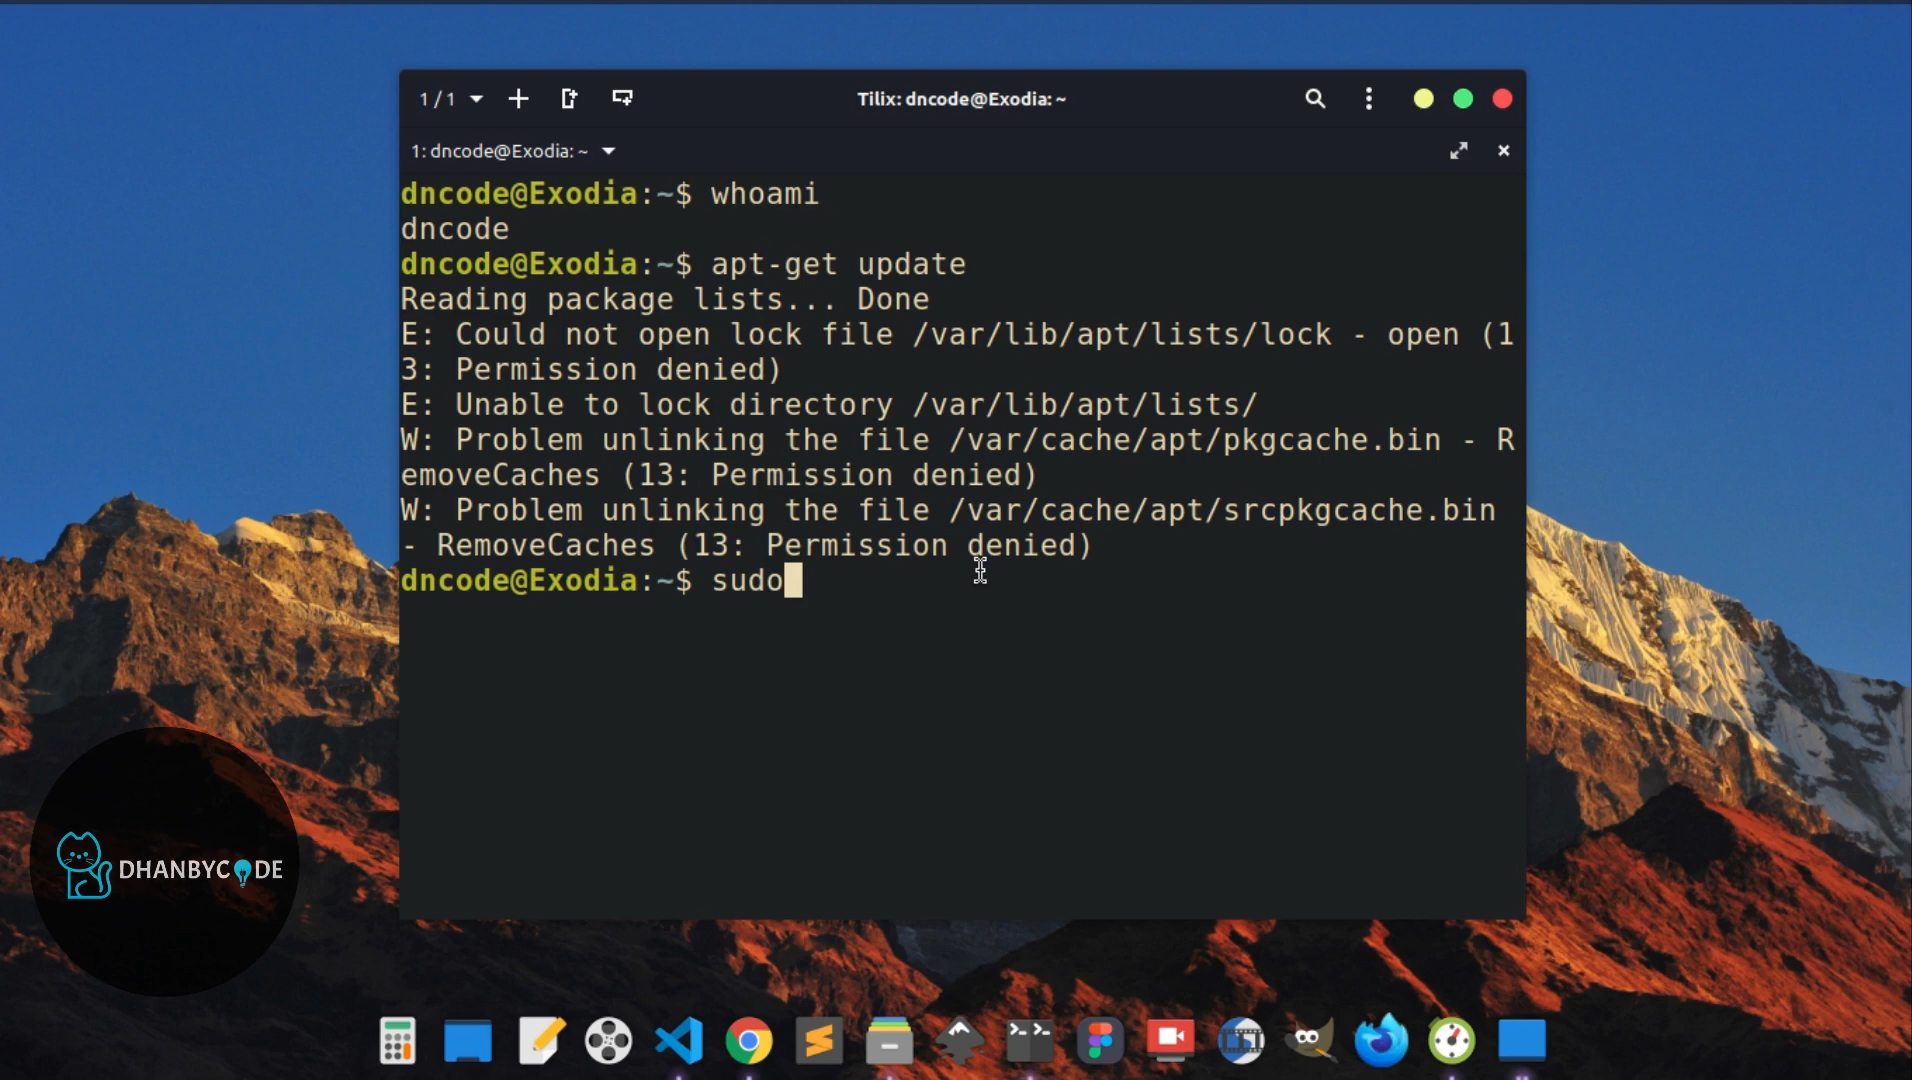 1 / 1
Tilix: dncode@Exodia: ~
1: dncode@Exodia: ~
dncode@Exodia:~$ whoami
dncode
dncode@Exodia:~$ apt-get update
Reading package lists... Done
E: Could not open lock file /var/lib/apt/lists/lock - open (1
3: Permission denied)
E: Unable to lock directory /var/lib/apt/lists/
W: Problem unlinking the file /var/cache/apt/pkgcache.bin - R
emoveCaches (13: Permission denied)
W: Problem unlinking the file /var/cache/apt/srcpkgcache.bin
- RemoveCaches (13: Permission denied)
dncode@Exodia:~$ sudo
DHANBYCODE